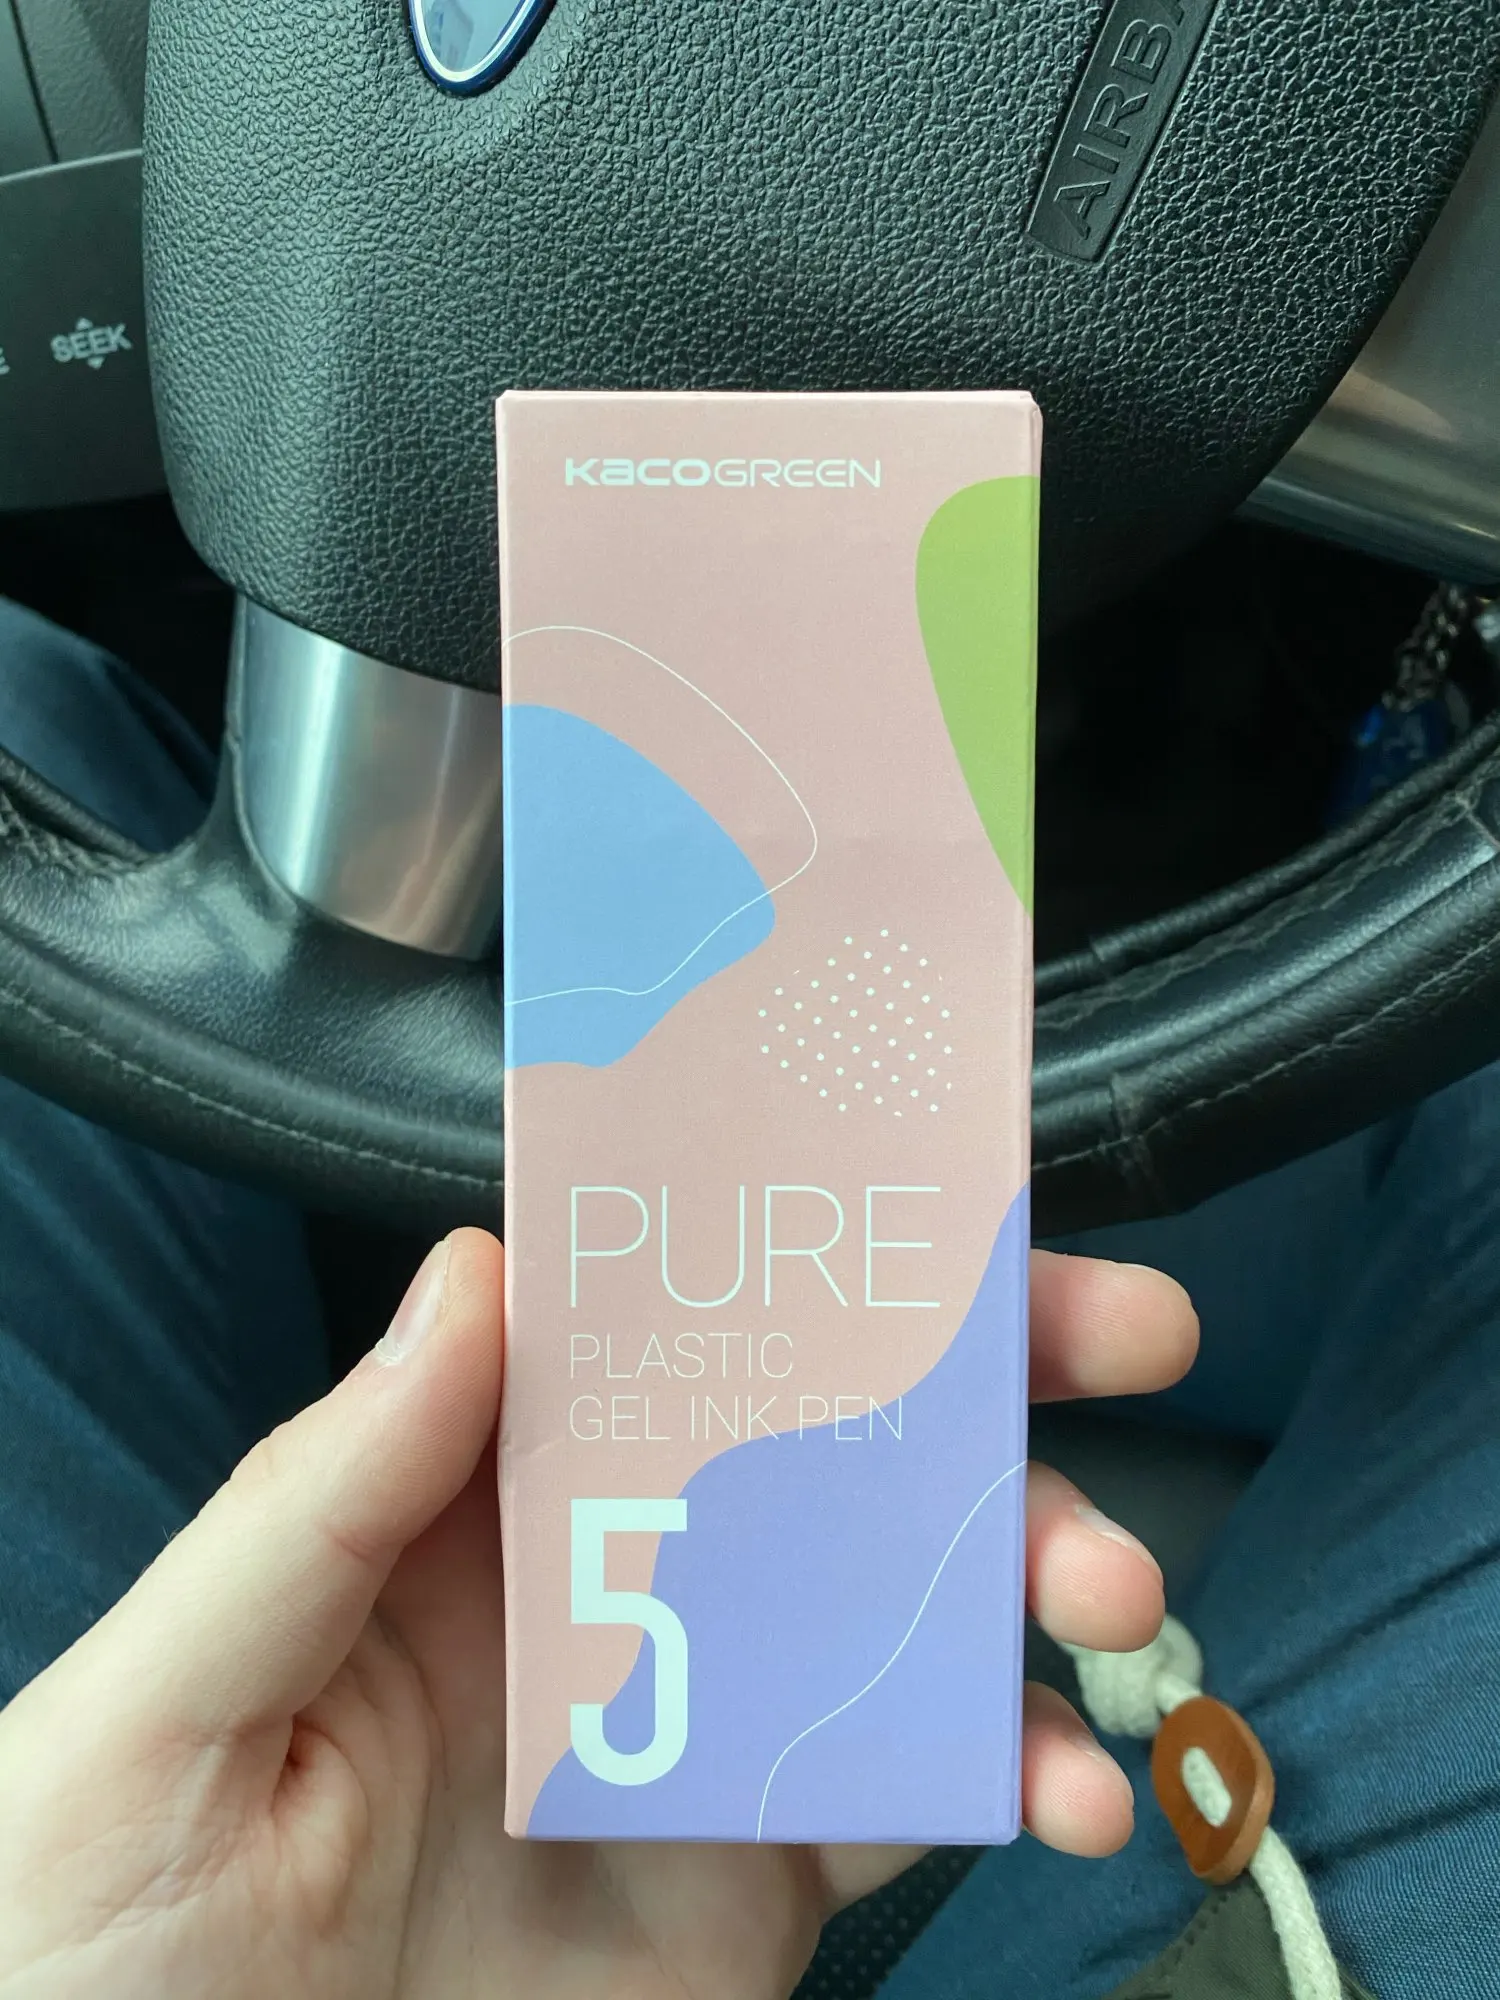 AIRBA
SEEK
KACOGREEN
PURE
PLASTIC
GEL INK PEN
5